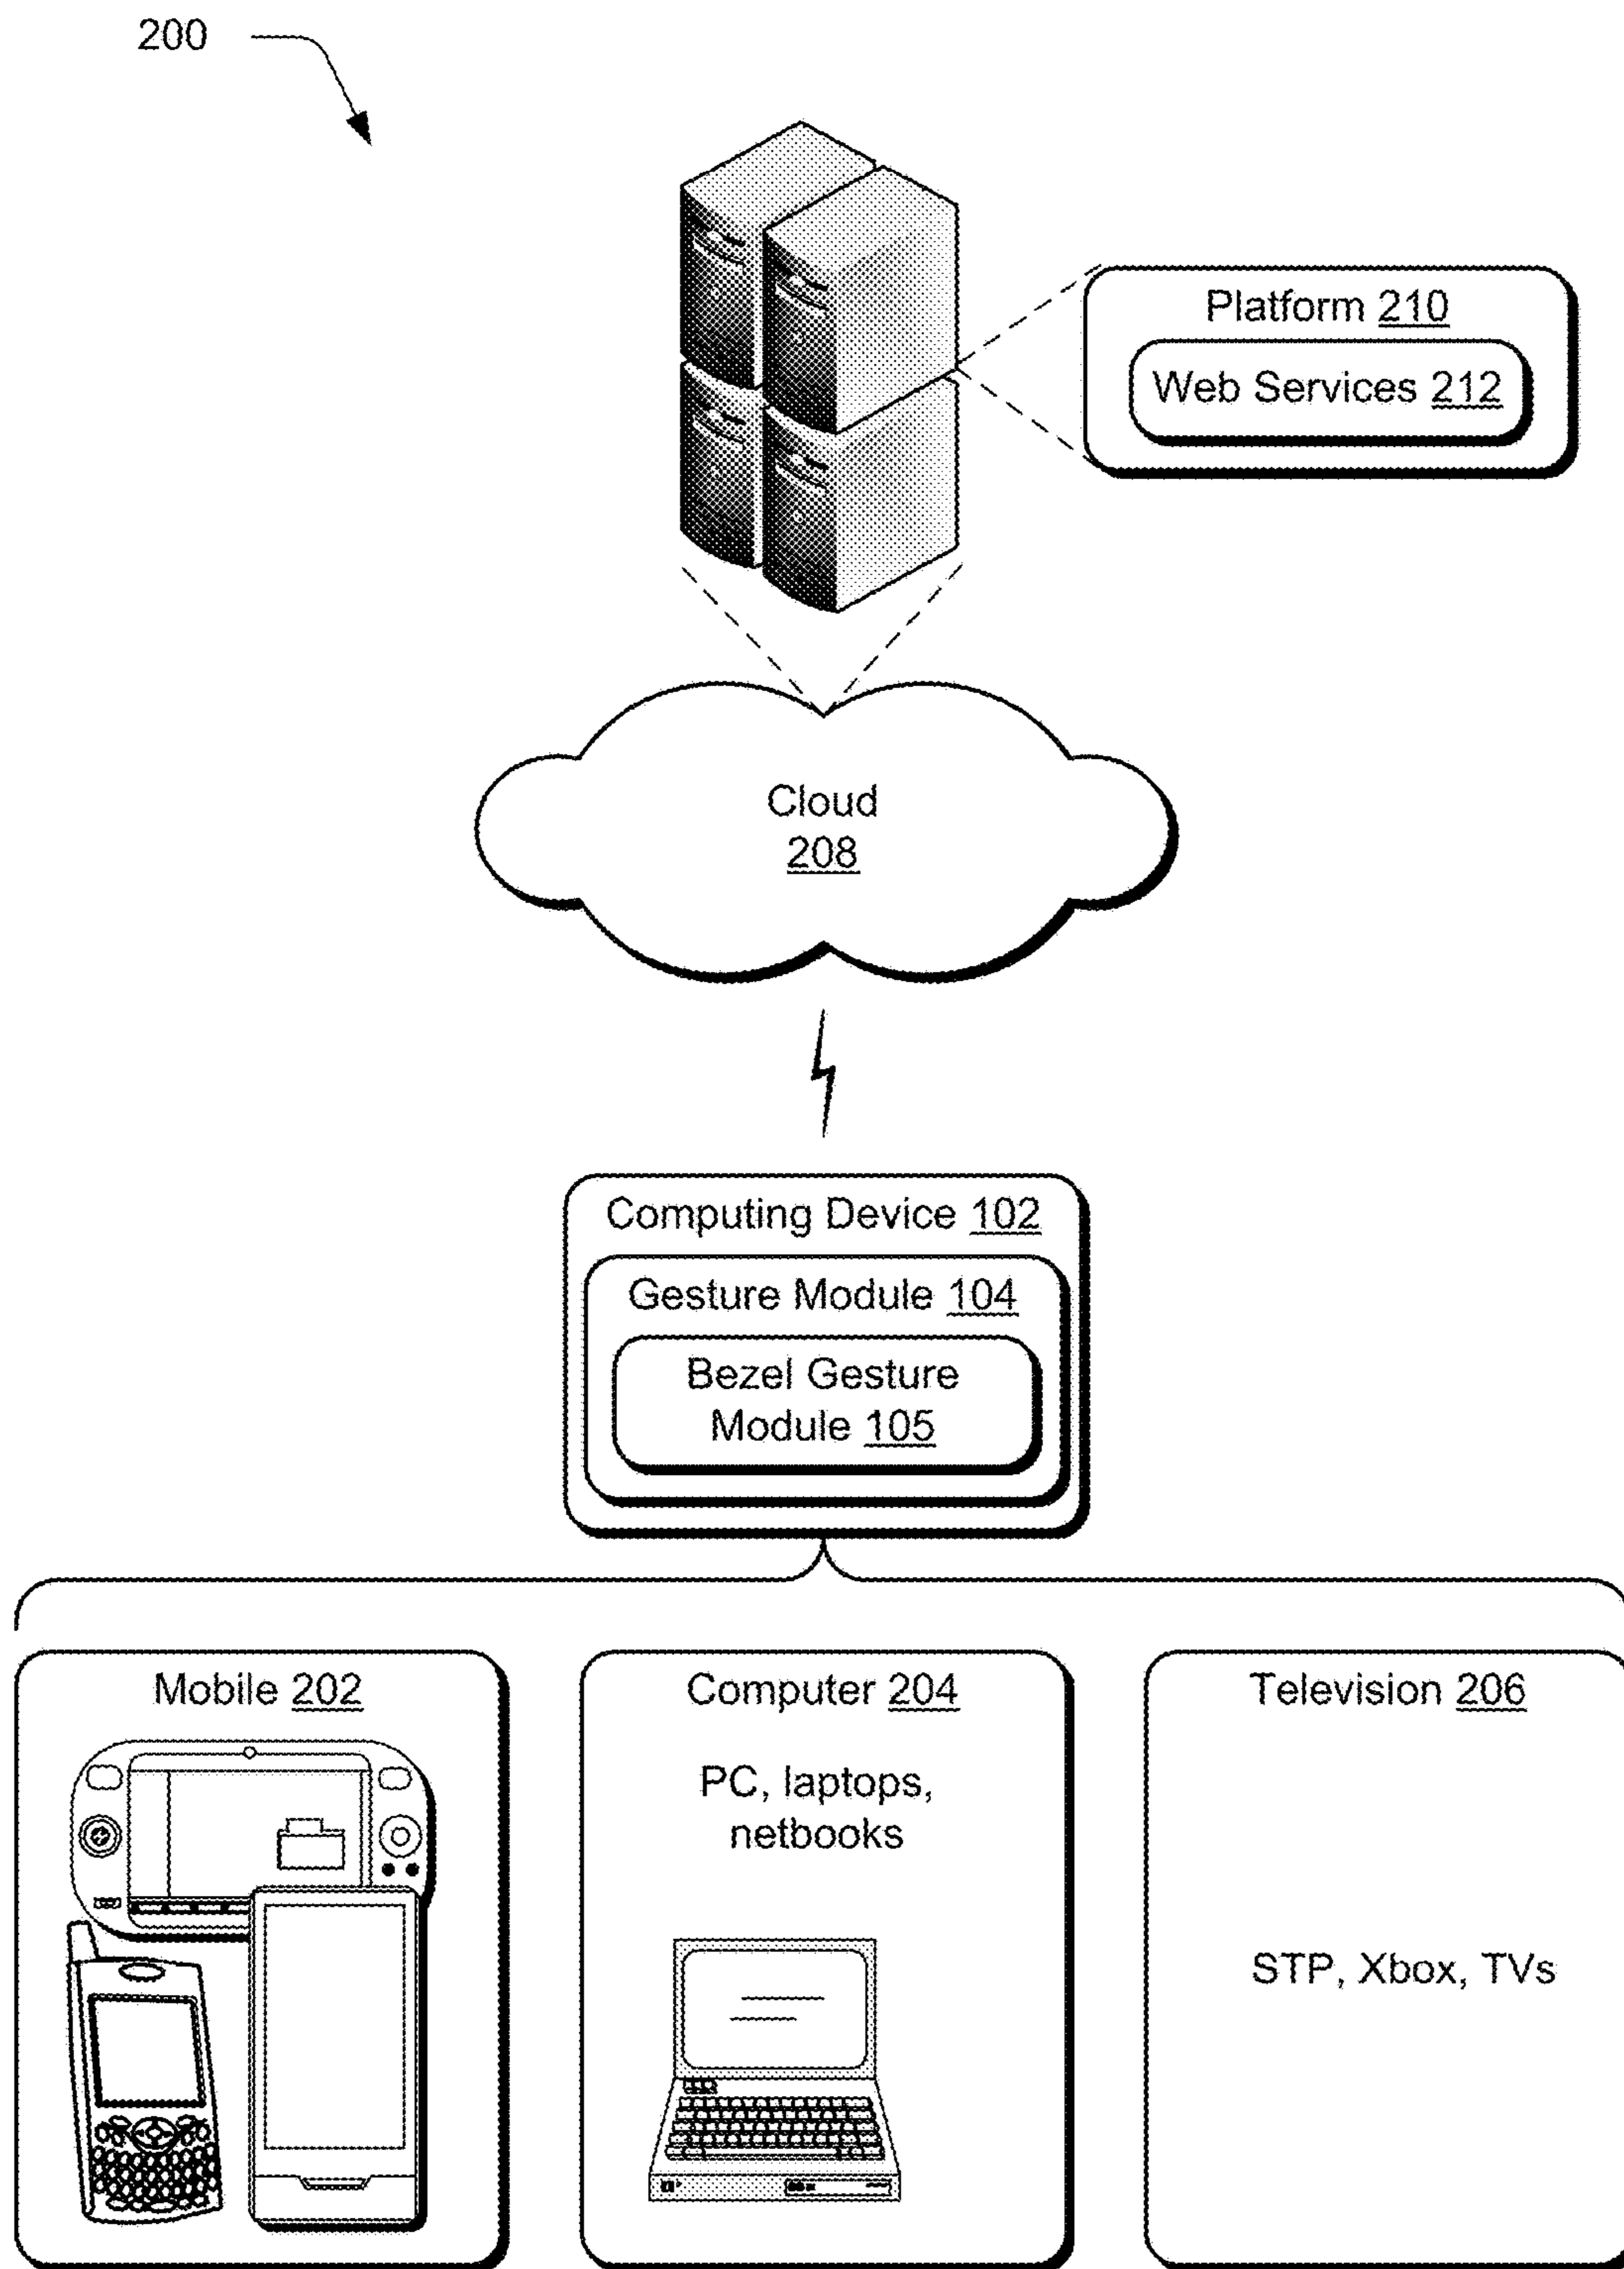 200
Platform 210
Web Services 212
Cloud
208
Computing Device 102
Gesture Module 104
Bezel Gesture
Module 105
Mobile 202
Computer 204
PC, laptops,
netbooks
Television 206
STP, Xbox, TVs